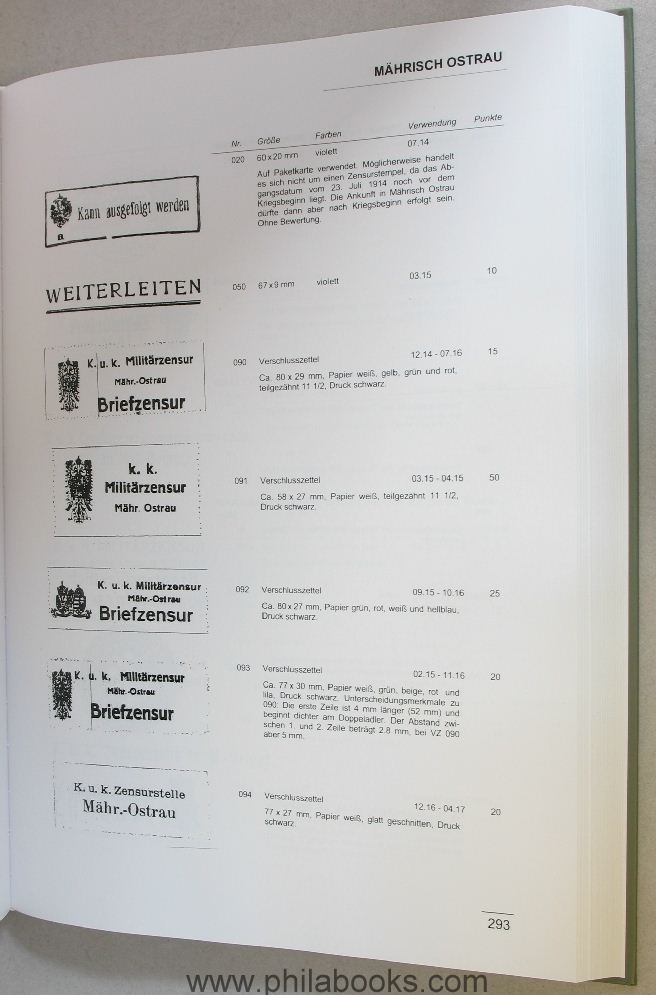 MÄHRISCH OSTRAU
Nr. Größe Farben Verwendung Punkte
Kann ausgefolgt werden
B.
020 60 x 20 mm violett 07.14
Auf Paketkarte verwendet. Möglicherweise handelt
es sich nicht um einen Zensurstempel, da das Ab-
gangsdatum vom 23. Juli 1914 noch vor dem
Kriegsbeginn liegt. Die Ankunft in Mährisch Ostrau
dürfte dann aber nach Kriegsbeginn erfolgt sein.
Ohne Bewertung.
WEITERLEITEN
050 67 x 9 mm violett 03.15 10
K. u. k. Militärzensur
Mähr.-Ostrau
Briefzensur
090 Verschlusszettel 12.14 - 07.16 15
Ca. 80 x 29 mm, Papier weiß, gelb, grün und rot,
teilgezähnt 11 1/2, Druck schwarz.
k. k.
Militärzensur
Mähr. Ostrau
091 Verschlusszettel 03.15 - 04.15 50
Ca. 58 x 27 mm, Papier weiß, teilgezähnt 11 1/2,
Druck schwarz.
K. u. k. Militärzensur
Mähr.-Ostrau
Briefzensur
092 Verschlusszettel 09.15 - 10.16 25
Ca. 80 x 27 mm, Papier grün, rot, weiß und hellblau,
Druck schwarz.
K. u. k. Militärzensur
Mähr.-Ostrau
Briefzensur
093 Verschlusszettel 02.15 - 11.16 20
Ca. 77 x 30 mm, Papier weiß, grün, beige, rot und
lila, Druck schwarz. Unterscheidungsmerkmale zu
090: Die erste Zeile ist 4 mm länger (52 mm) und
beginnt dichter am Doppeladler. Der Abstand zwi-
schen 1. und 2. Zeile beträgt 2.8 mm, bei VZ 090
aber 5 mm.
K. u. k. Zensurstelle
Mähr.-Ostrau
094 Verschlusszettel 12.16 - 04.17 20
77 x 27 mm, Papier weiß, glatt geschnitten, Druck
schwarz.
293
www.philabooks.com